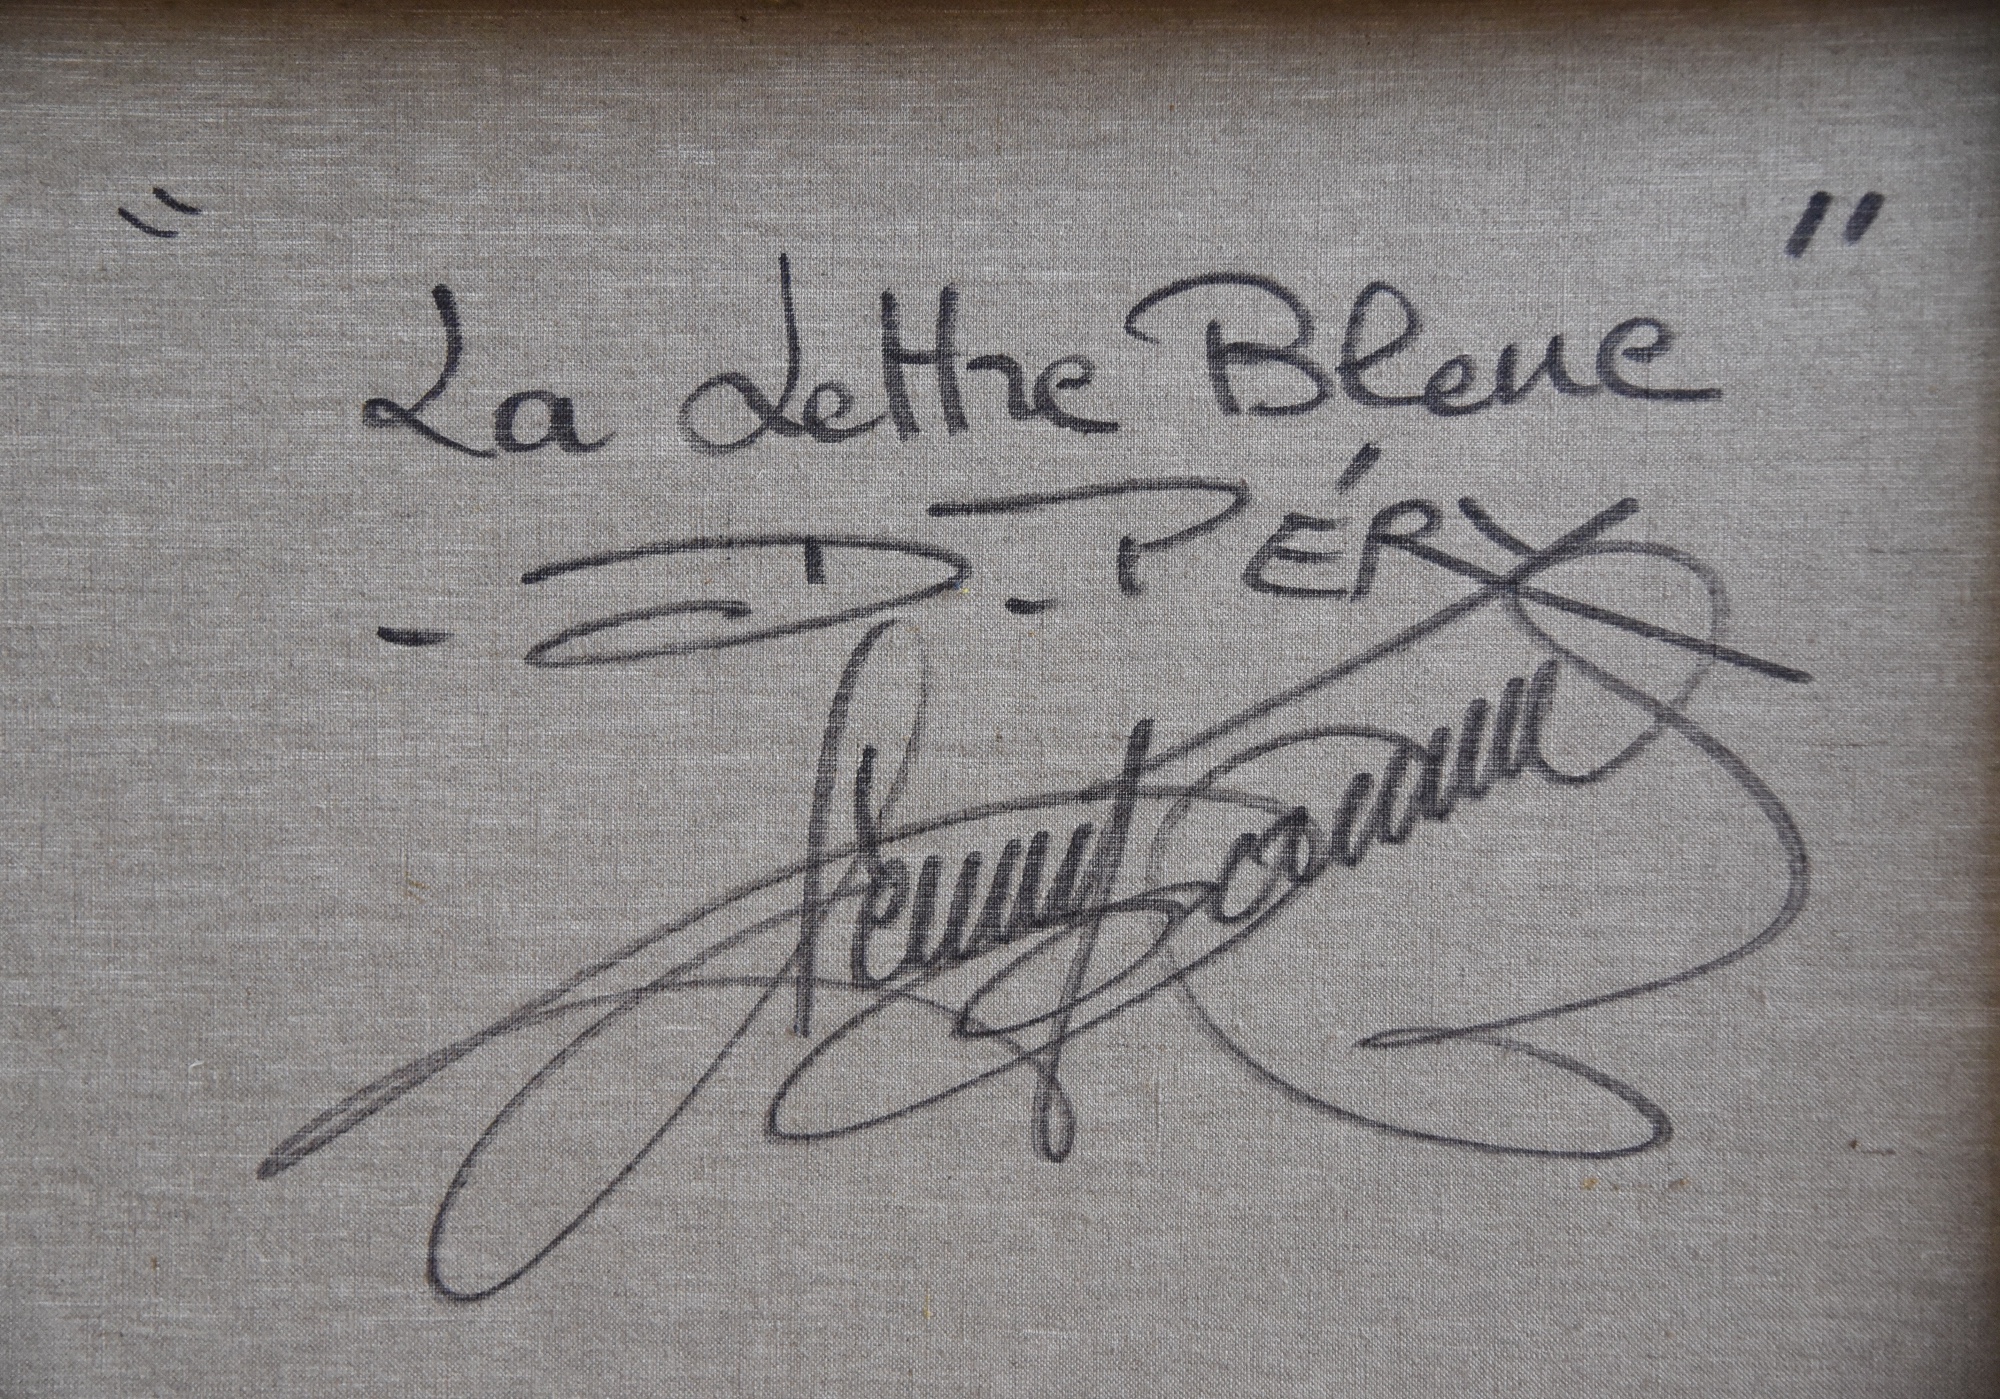 " La Lettre Bleue "
- D. PÉRY